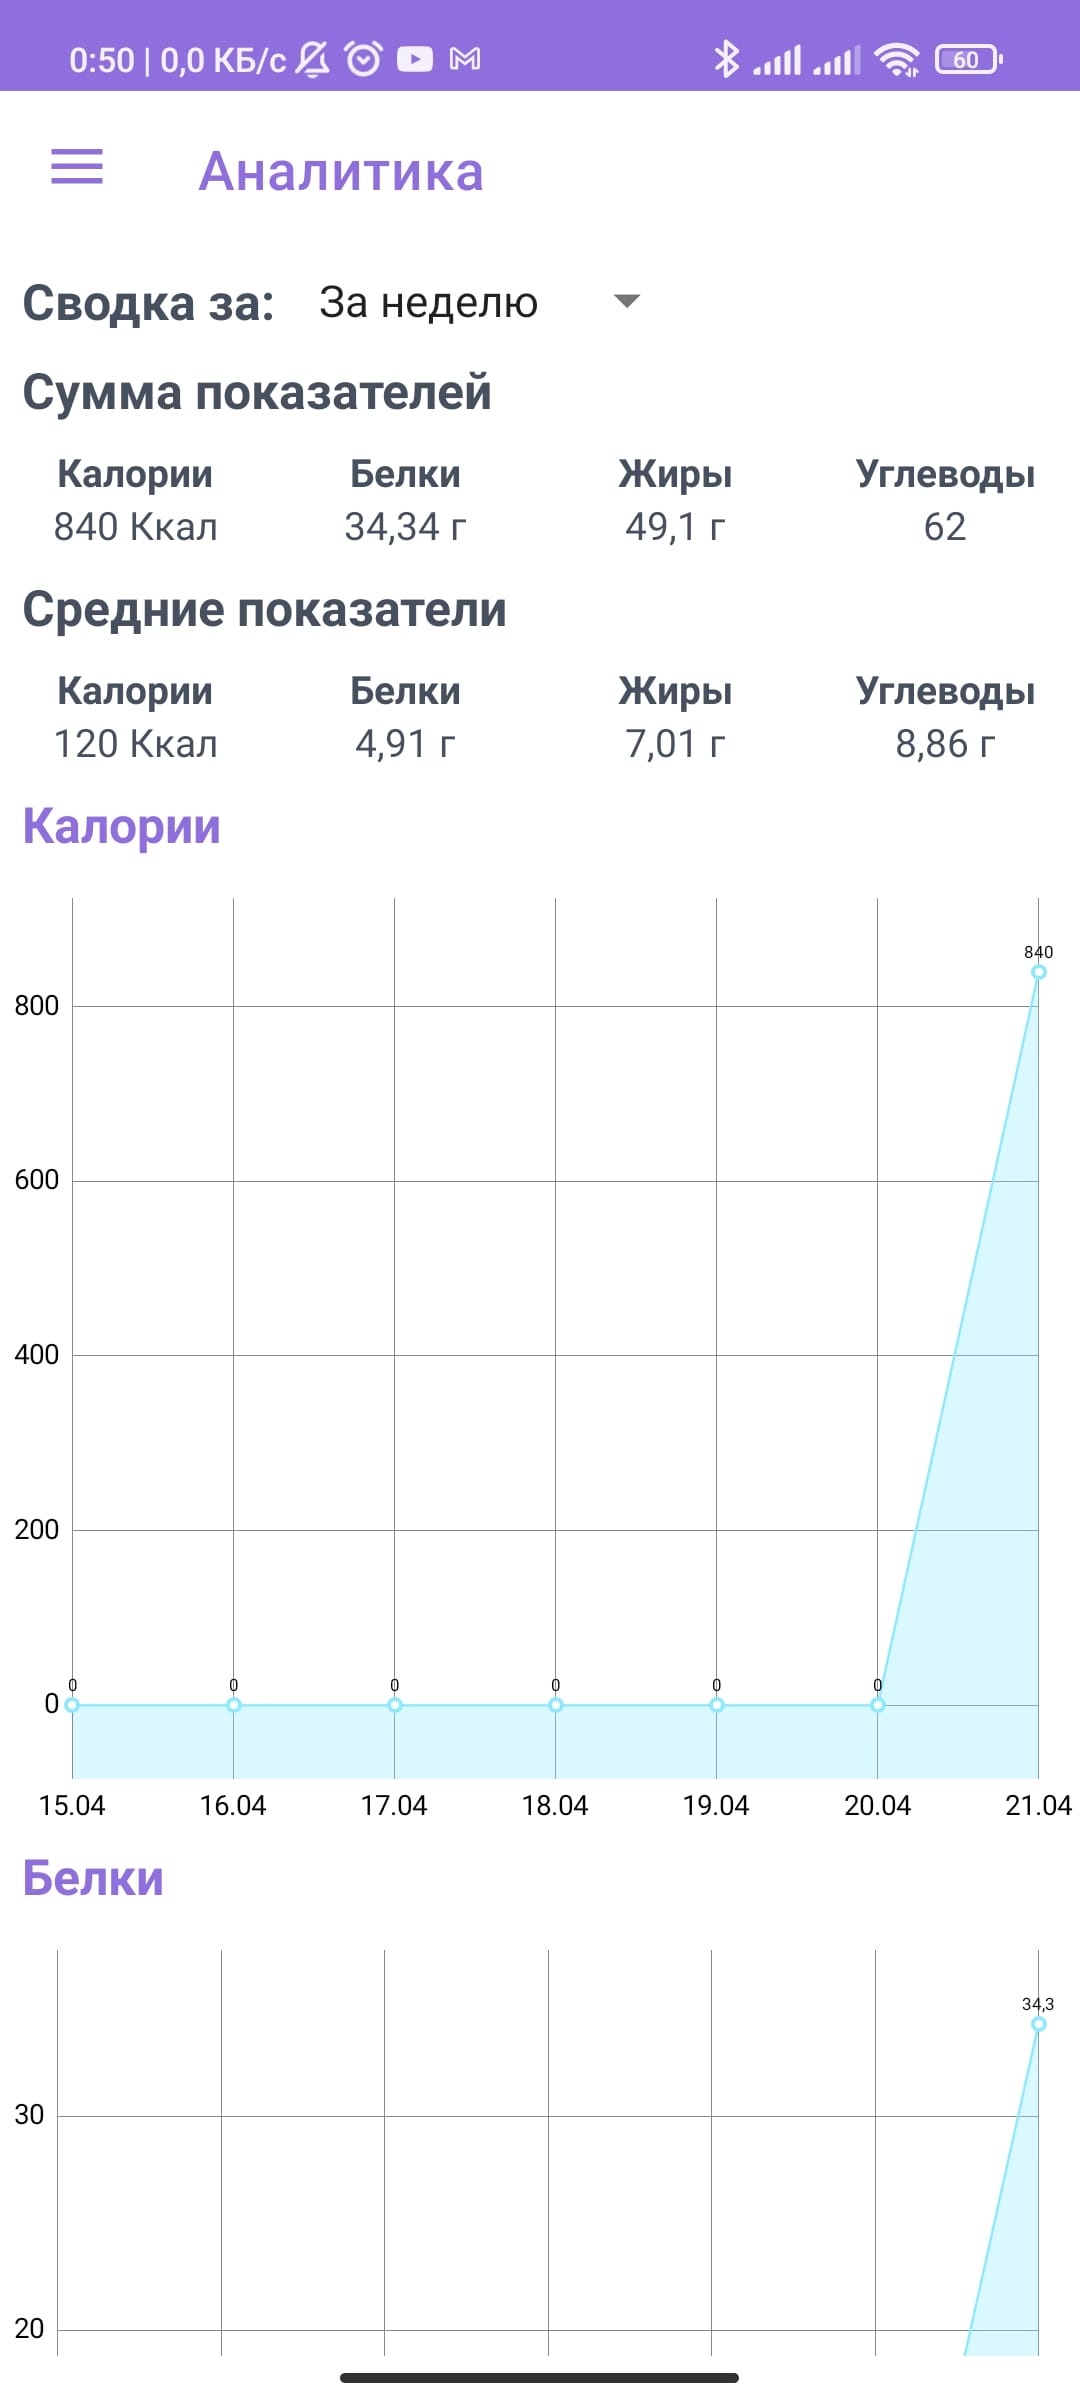 0:50 | 0,0 КБ/с 60
Аналитика
Сводка за: За неделю
Сумма показателей
Калории Белки Жиры Углеводы
840 Ккал 34,34 г 49,1 г 62
Средние показатели
Калории Белки Жиры Углеводы
120 Ккал 4,91 г 7,01 г 8,86 г
Калории
840
800
600
400
200
0 0 0 0 0 0
0
15.04 16.04 17.04 18.04 19.04 20.04 21.04
Белки
34,3
30
20